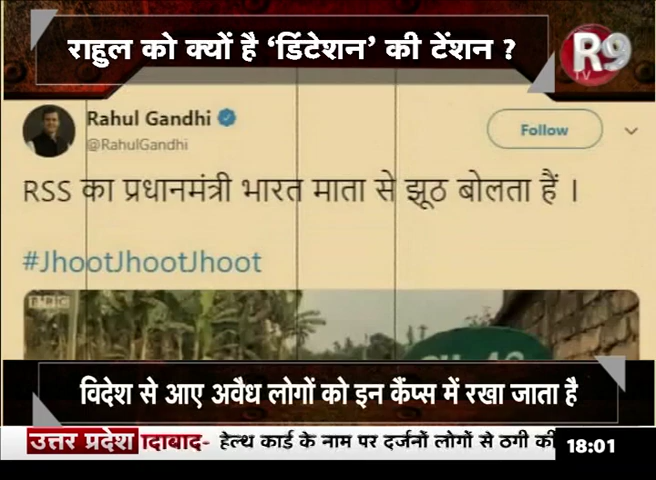 राहुल को क्यों है ‘डिंटेशन’ की टेंशन ?
R9
TV
Rahul Gandhi
@RahulGandhi
Follow
RSS का प्रधानमंत्री भारत माता से झूठ बोलता हैं ।
#JhootJhootJhoot
विदेश से आए अवैध लोगों को इन कैंप्स में रखा जाता है
उत्तर प्रदेश ादाबाद- हेल्थ कार्ड के नाम पर दर्जनों लोगों से ठगी की 18:01